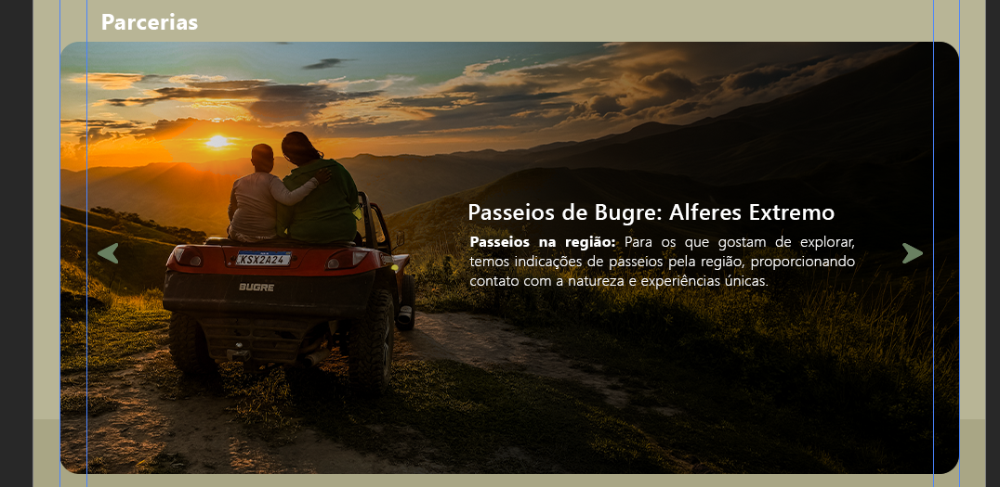 Parcerias
Passeios de Bugre: Alferes Extremo
Passeios na região: Para os que gostam de explorar,
temos indicações de passeios pela região, proporcionando
contato com a natureza e experiências únicas.
KSX2A24
BUGRE